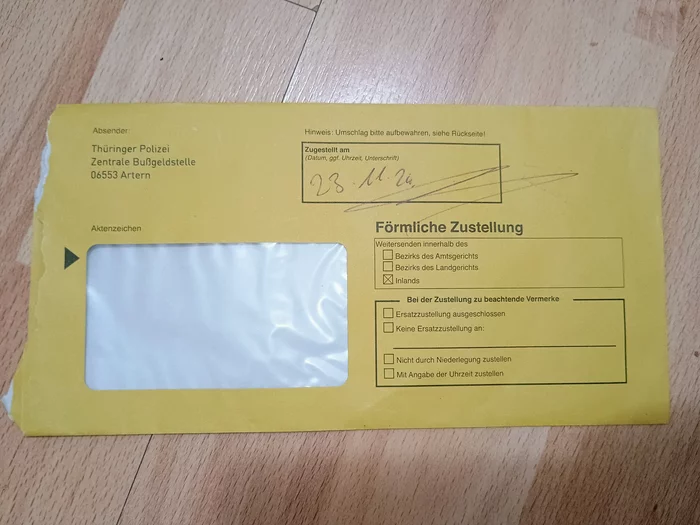 Absender:
Thüringer Polizei
Zentrale Bußgeldstelle
06553 Artern
Hinweis: Umschlag bitte aufbewahren, siehe Rückseite!
Zugestellt am
(Datum, ggf. Uhrzeit, Unterschrift)
23.11.2
Aktenzeichen
Förmliche Zustellung
Weitersenden innerhalb des
Bezirks des Amtsgerichts
Bezirks des Landgerichts
Inlands
Bei der Zustellung zu beachtende Vermerke
Ersatzzustellung ausgeschlossen
Keine Ersatzzustellung an:
Nicht durch Niederlegung zustellen
Mit Angabe der Uhrzeit zustellen